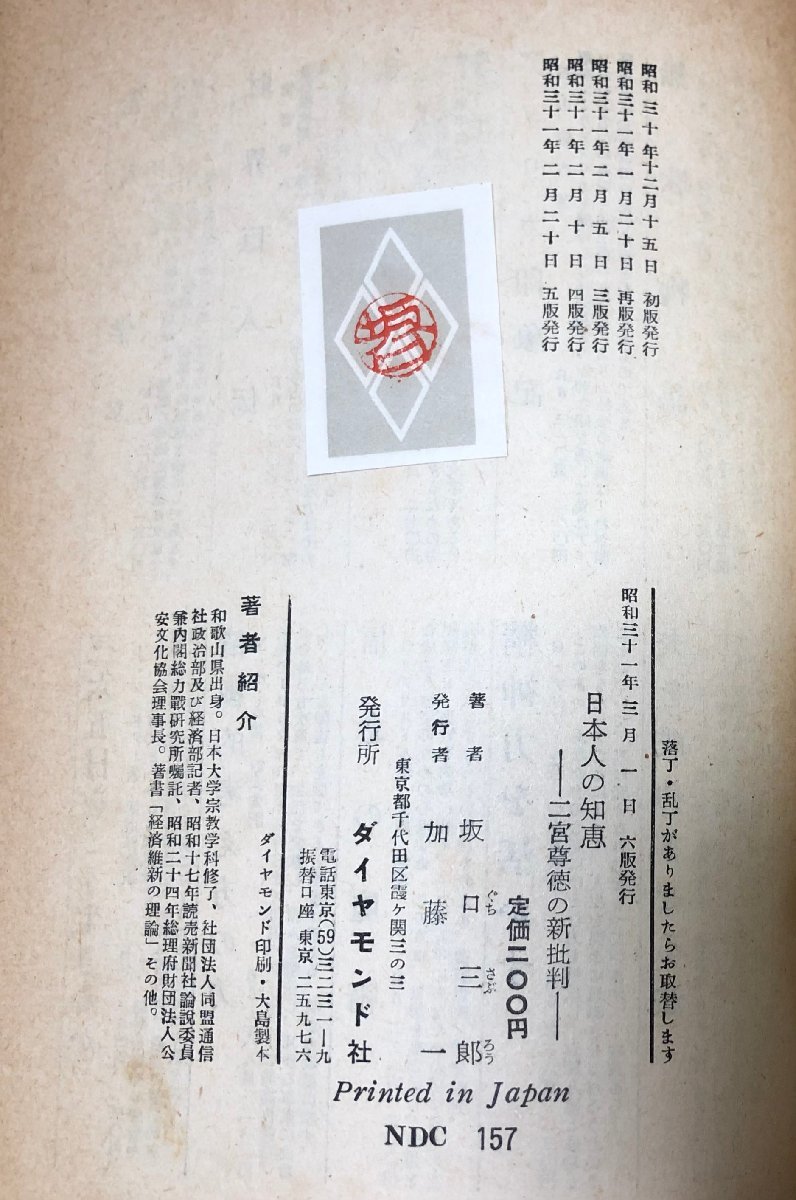 昭和三十年十二月十五日 初版発行
昭和三十一年一月二十日 再版発行
昭和三十一年二月五日 三版発行
昭和三十一年二月十日 四版発行
昭和三十一年二月二十日 五版発行
落丁・乱丁がありましたらお取替します
昭和三十一年三月一日 六版発行
日本人の知恵
―二宮尊徳の新批判―
定価二〇〇円
著者 坂口三郎
ぐち さぶ ろう
発行者 加藤一
東京都千代田区霞ヶ関三の三
発行所 ダイヤモンド社
電話東京(59)三二三一―九
振替口座 東京 二五九七六
ダイヤモンド印刷・大島製本
著者紹介
和歌山県出身。日本大学宗教学科修了、社団法人同盟通信
社政治部及び経済部記者、昭和十七年読売新聞社論説委員
兼内閣総力戰研究所嘱託、昭和二十四年総理府財団法人公
安文化協会理事長。著書「経済維新の理論」その他。
Printed in Japan
NDC 157